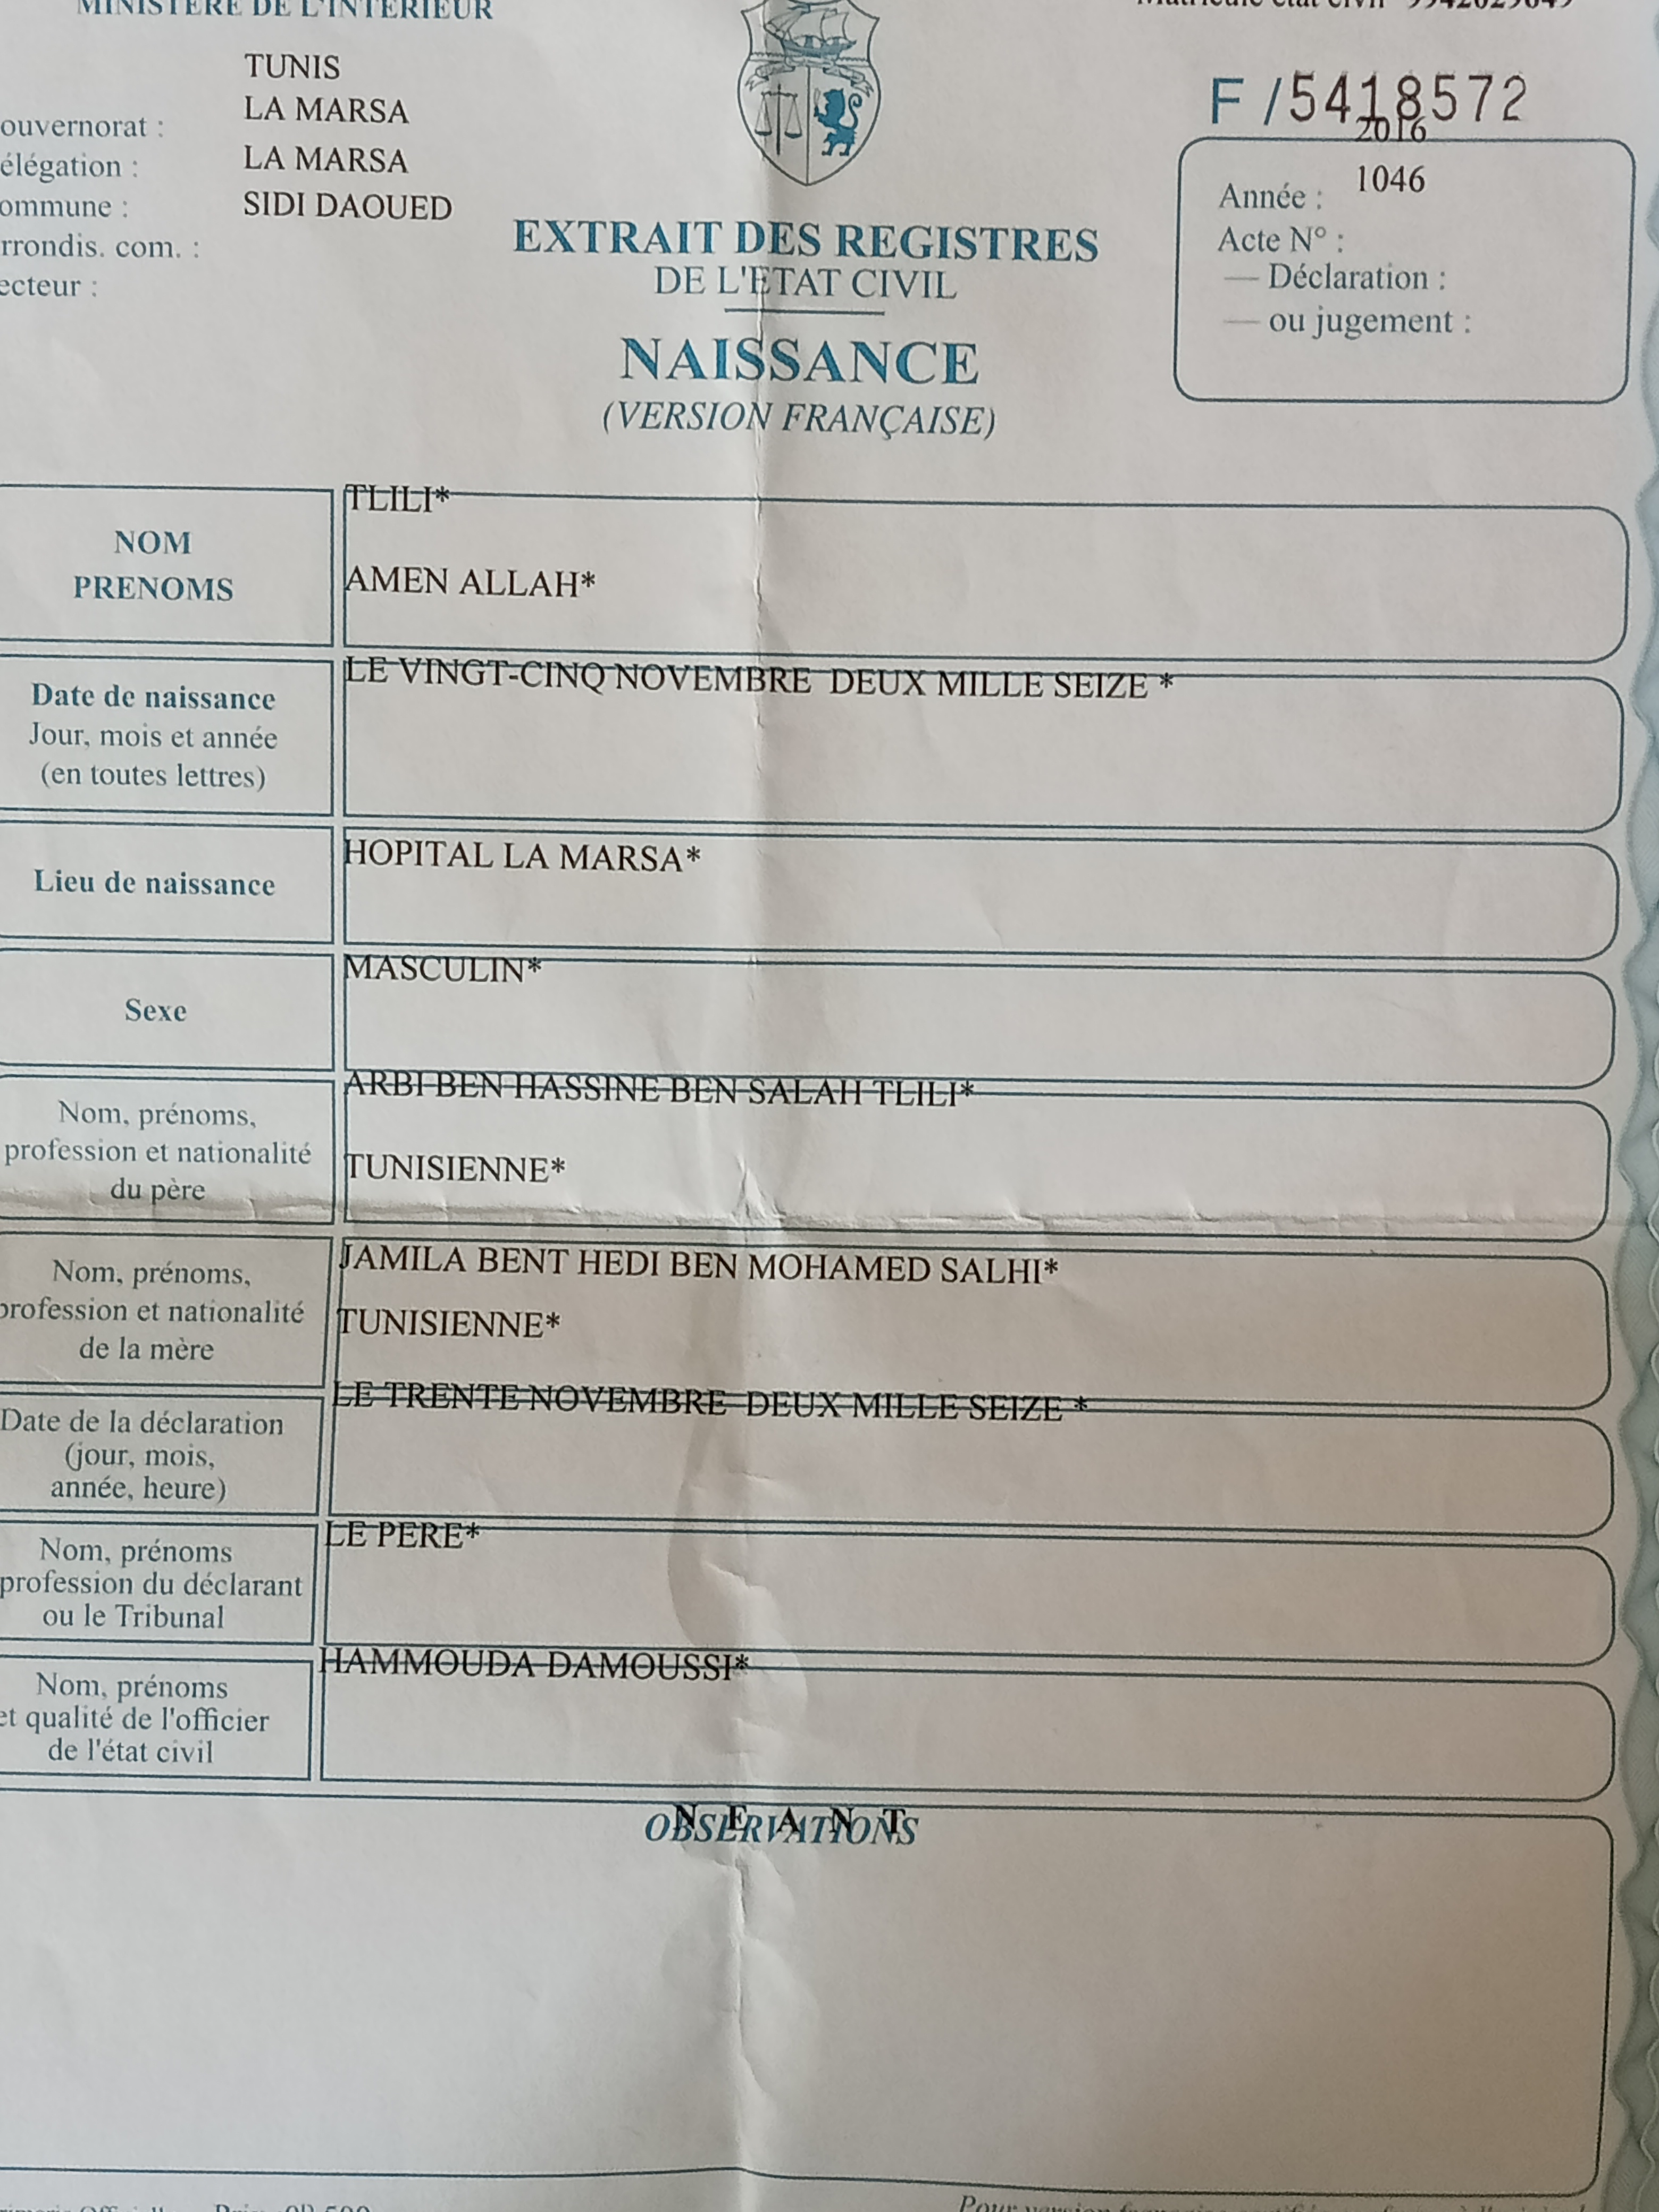 MINISTERE DE L'INTERIEUR
TUNIS
LA MARSA
LA MARSA
SIDI DAOUED
ouvernorat :
élégation :
ommune :
rrondis. com. :
ecteur :
F /5418572
2016
1046
Année :
Acte N° :
— Déclaration :
— ou jugement :
EXTRAIT DES REGISTRES
DE L'ETAT CIVIL
NAISSANCE
(VERSION FRANÇAISE)
NOM
PRENOMS
TLILI*
AMEN ALLAH*
Date de naissance
Jour, mois et année
(en toutes lettres)
LE VINGT-CINQ NOVEMBRE DEUX MILLE SEIZE *
Lieu de naissance
HOPITAL LA MARSA*
Sexe
MASCULIN*
Nom, prénoms,
profession et nationalité
du père
ARBI BEN HASSINE BEN SALAH TLILI*
TUNISIENNE*
Nom, prénoms,
profession et nationalité
de la mère
JAMILA BENT HEDI BEN MOHAMED SALHI*
TUNISIENNE*
Date de la déclaration
(jour, mois,
année, heure)
LE TRENTE NOVEMBRE DEUX MILLE SEIZE *
Nom, prénoms
profession du déclarant
ou le Tribunal
LE PERE*
Nom, prénoms
et qualité de l'officier
de l'état civil
HAMMOUDA DAMOUSSI*
OBSERVATIONS
N E A N T